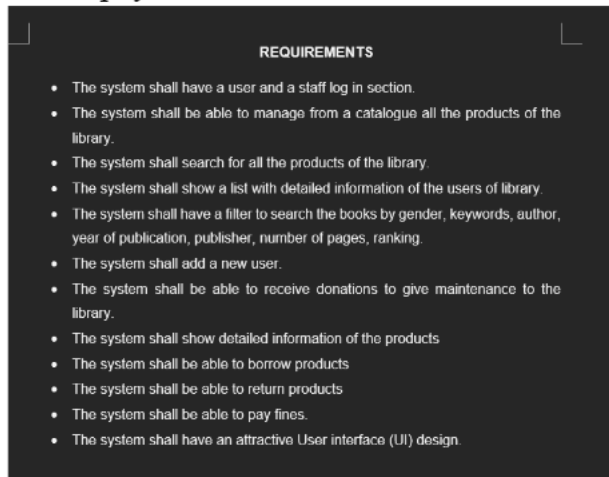 REQUIREMENTS
• The system shall have a user and a staff log in section.
• The system shall be able to manage from a catalogue all the products of the
library.
• The system shall search for all the products of the library.
• The system shall show a list with detailed information of the users of library.
• The system shall have a filter to search the books by gender, keywords, author,
year of publication, publisher, number of pages, ranking.
• The system shall add a new user.
• The system shall be able to receive donations to give maintenance to the
library.
• The system shall show detailed information of the products
• The system shall be able to borrow products
• The system shall be able to return products
• The system shall be able to pay fines.
• The system shall have an attractive User interface (UI) design.